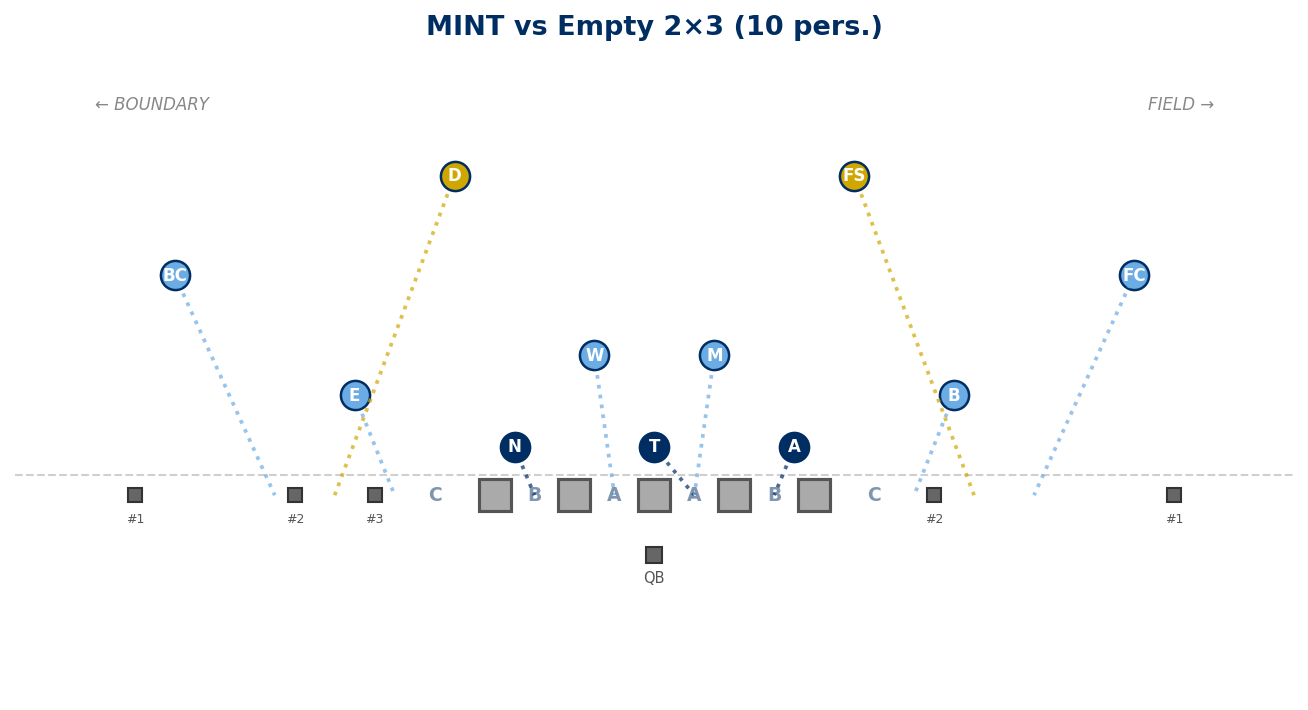 MINT vs Empty 2×3 (10 pers.)
← BOUNDARY FIELD →
D FS
BC FC
W M
E B
N T A
C B A A B C
#1 #2 #3 #2 #1
QB